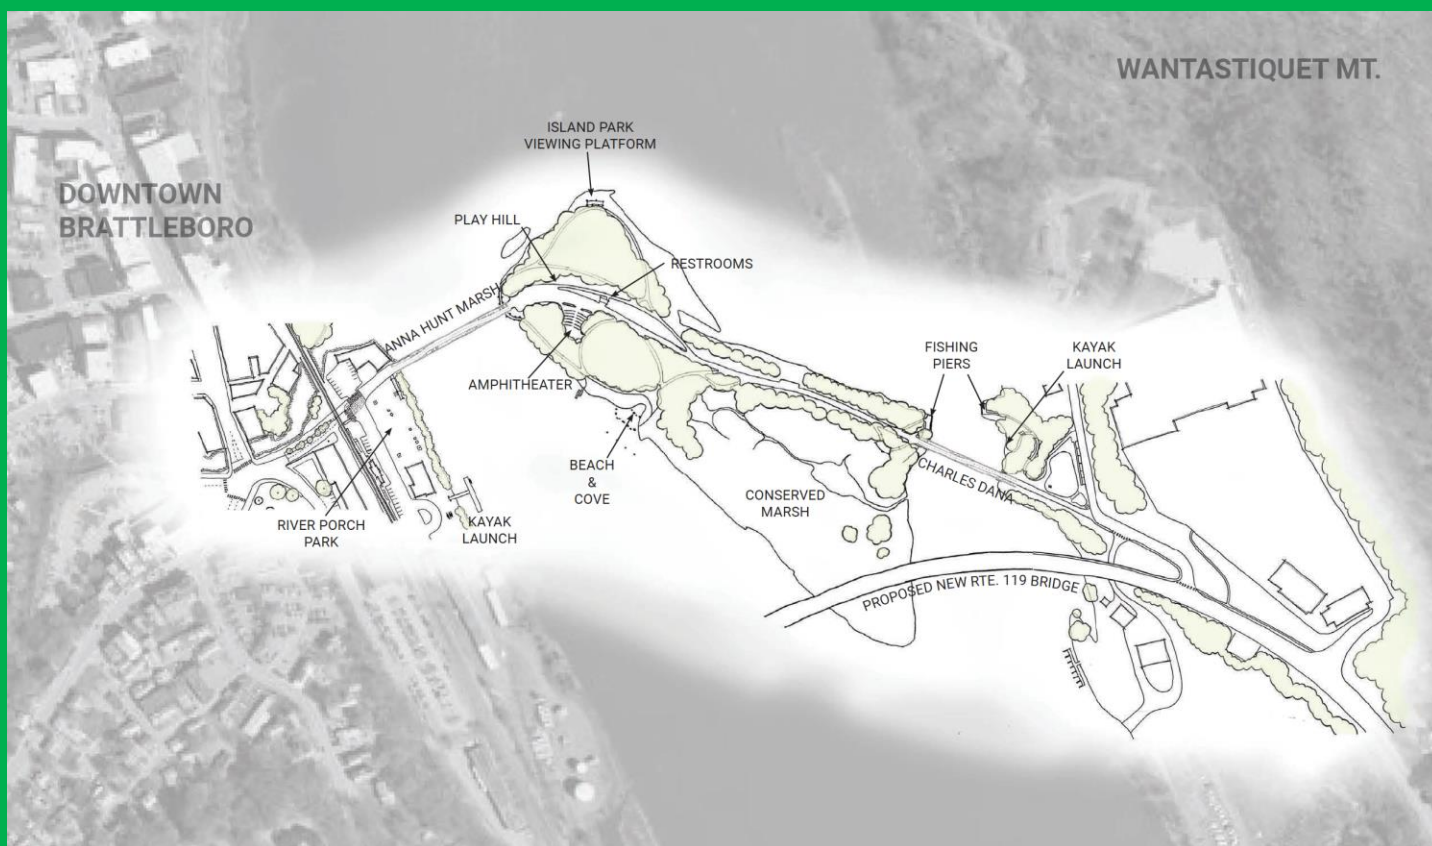 WANTASTIQUET MT.
ISLAND PARK
VIEWING PLATFORM
DOWNTOWN
BRATTLEBORO
PLAY HILL
RESTROOMS
ANNA HUNT MARSH
FISHING
PIERS
KAYAK
LAUNCH
AMPHITHEATER
BEACH
&
COVE
CHARLES DANA
CONSERVED
MARSH
RIVER PORCH
PARK
KAYAK
LAUNCH
PROPOSED NEW RTE. 119 BRIDGE